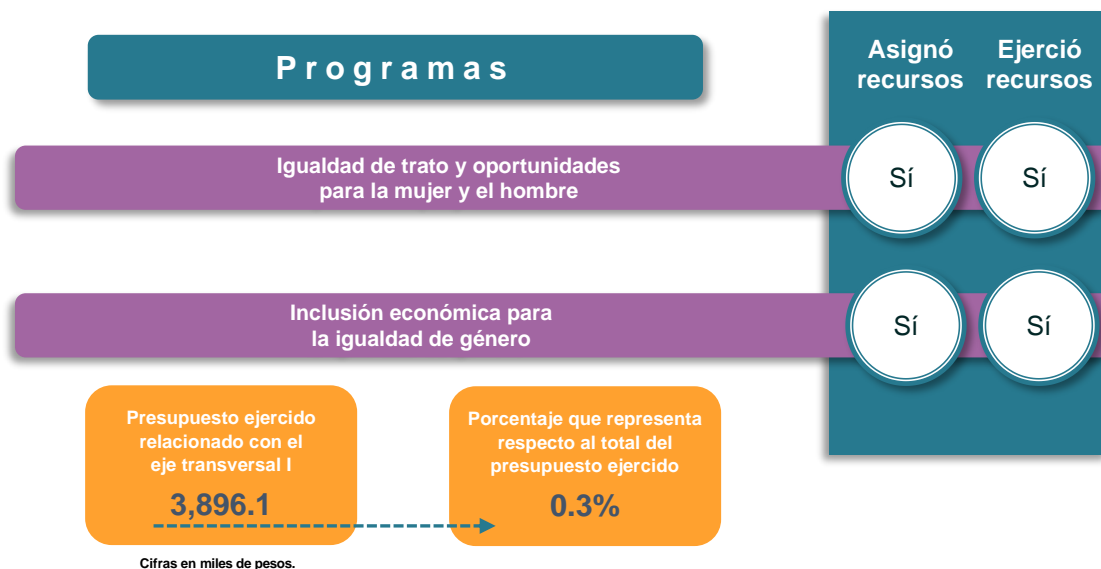 Programas
Asignó
recursos
Ejerció
recursos
Igualdad de trato y oportunidades
para la mujer y el hombre
Sí
Sí
Inclusión económica para
la igualdad de género
Sí
Sí
Presupuesto ejercido
relacionado con el
eje transversal I
3,896.1
Porcentaje que representa
respecto al total del
presupuesto ejercido
0.3%
Cifras en miles de pesos.